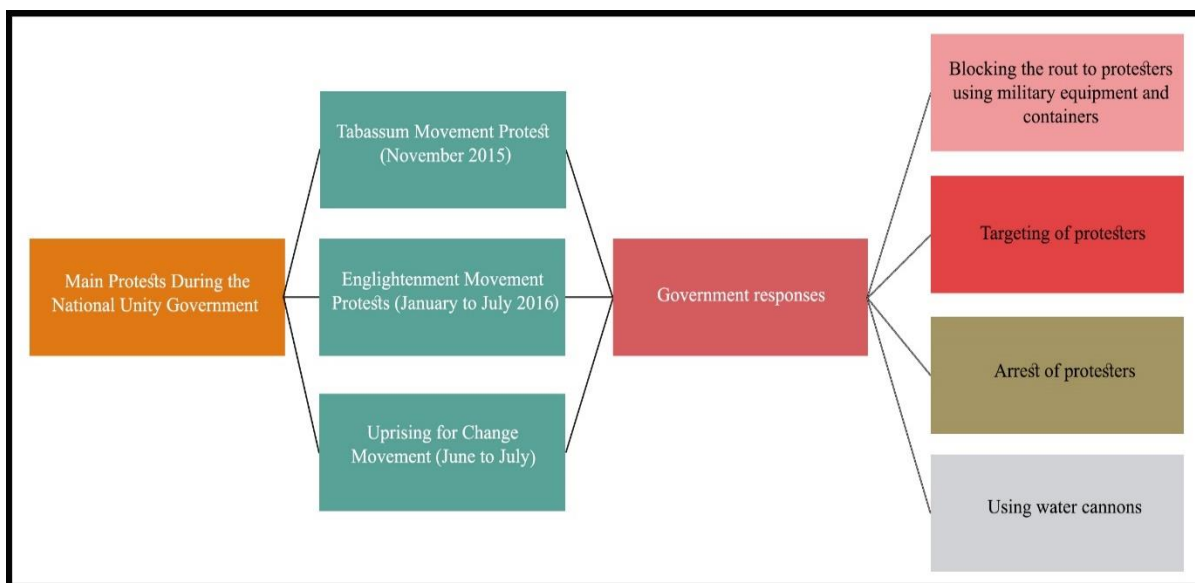 Main Protests During the
National Unity Government
Tabassum Movement Protest
(November 2015)
Englightenment Movement
Protests (January to July 2016)
Uprising for Change
Movement (June to July)
Government responses
Blocking the rout to protesters
using military equipment and
containers
Targeting of protesters
Arrest of protesters
Using water cannons